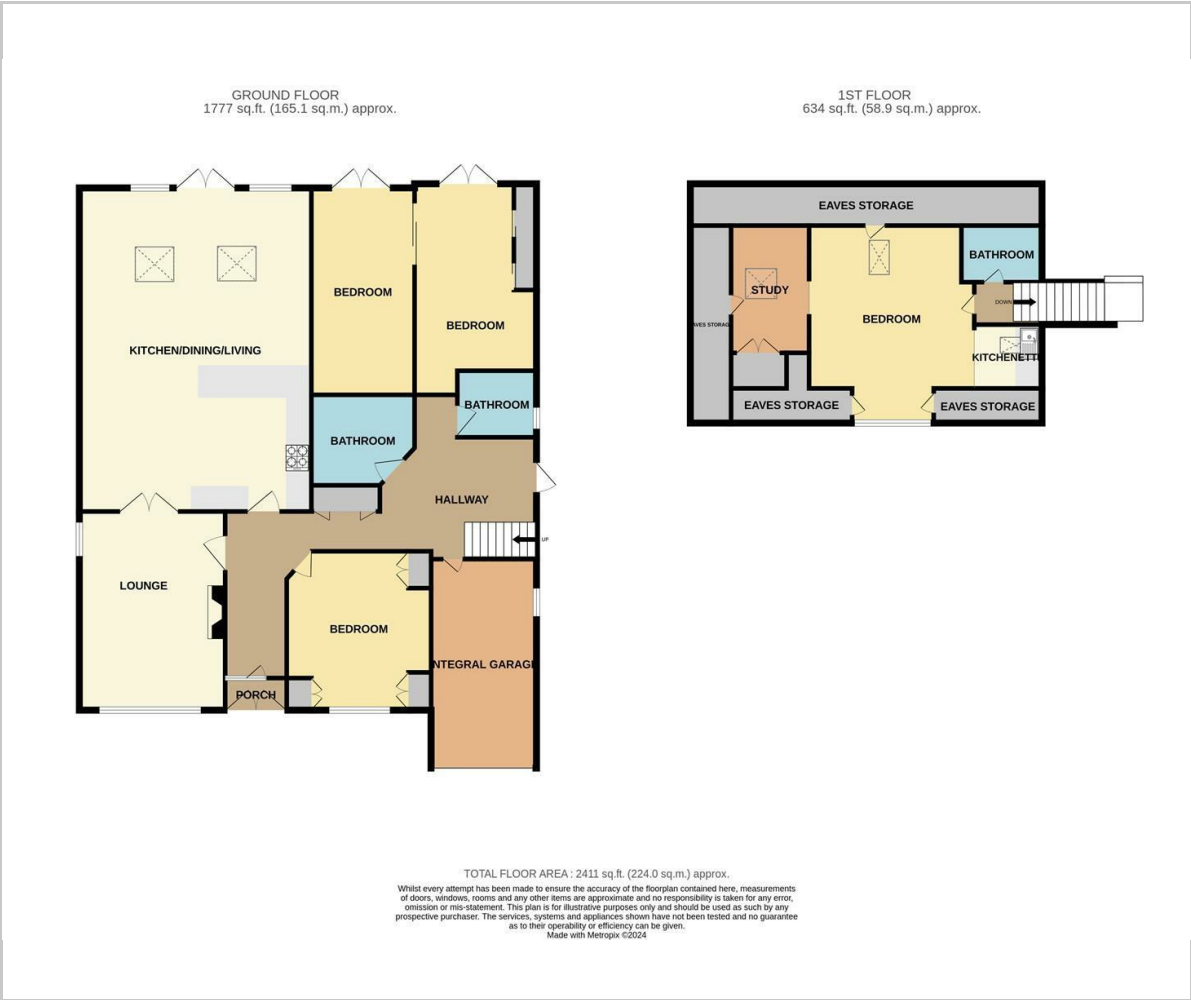 GROUND FLOOR
1777 sq.ft. (165.1 sq.m.) approx.
1ST FLOOR
634 sq.ft. (58.9 sq.m.) approx.
KITCHEN/DINING/LIVING
BEDROOM
BEDROOM
BATHROOM
BATHROOM
HALLWAY
UP
LOUNGE
BEDROOM
NTEGRAL GARAG
PORCH
EAVES STORAGE
BATHROOM
STUDY
DOWN
BEDROOM
AVES STORAG
KITCHENETT
EAVES STORAGE
EAVES STORAGE
TOTAL FLOOR AREA : 2411 sq.ft. (224.0 sq.m.) approx.
Whilst every attempt has been made to ensure the accuracy of the floorplan contained here, measurements
of doors, windows, rooms and any other items are approximate and no responsibility is taken for any error,
omission or mis-statement. This plan is for illustrative purposes only and should be used as such by any
prospective purchaser. The services, systems and appliances shown have not been tested and no guarantee
as to their operability or efficiency can be given.
Made with Metropix ©2024